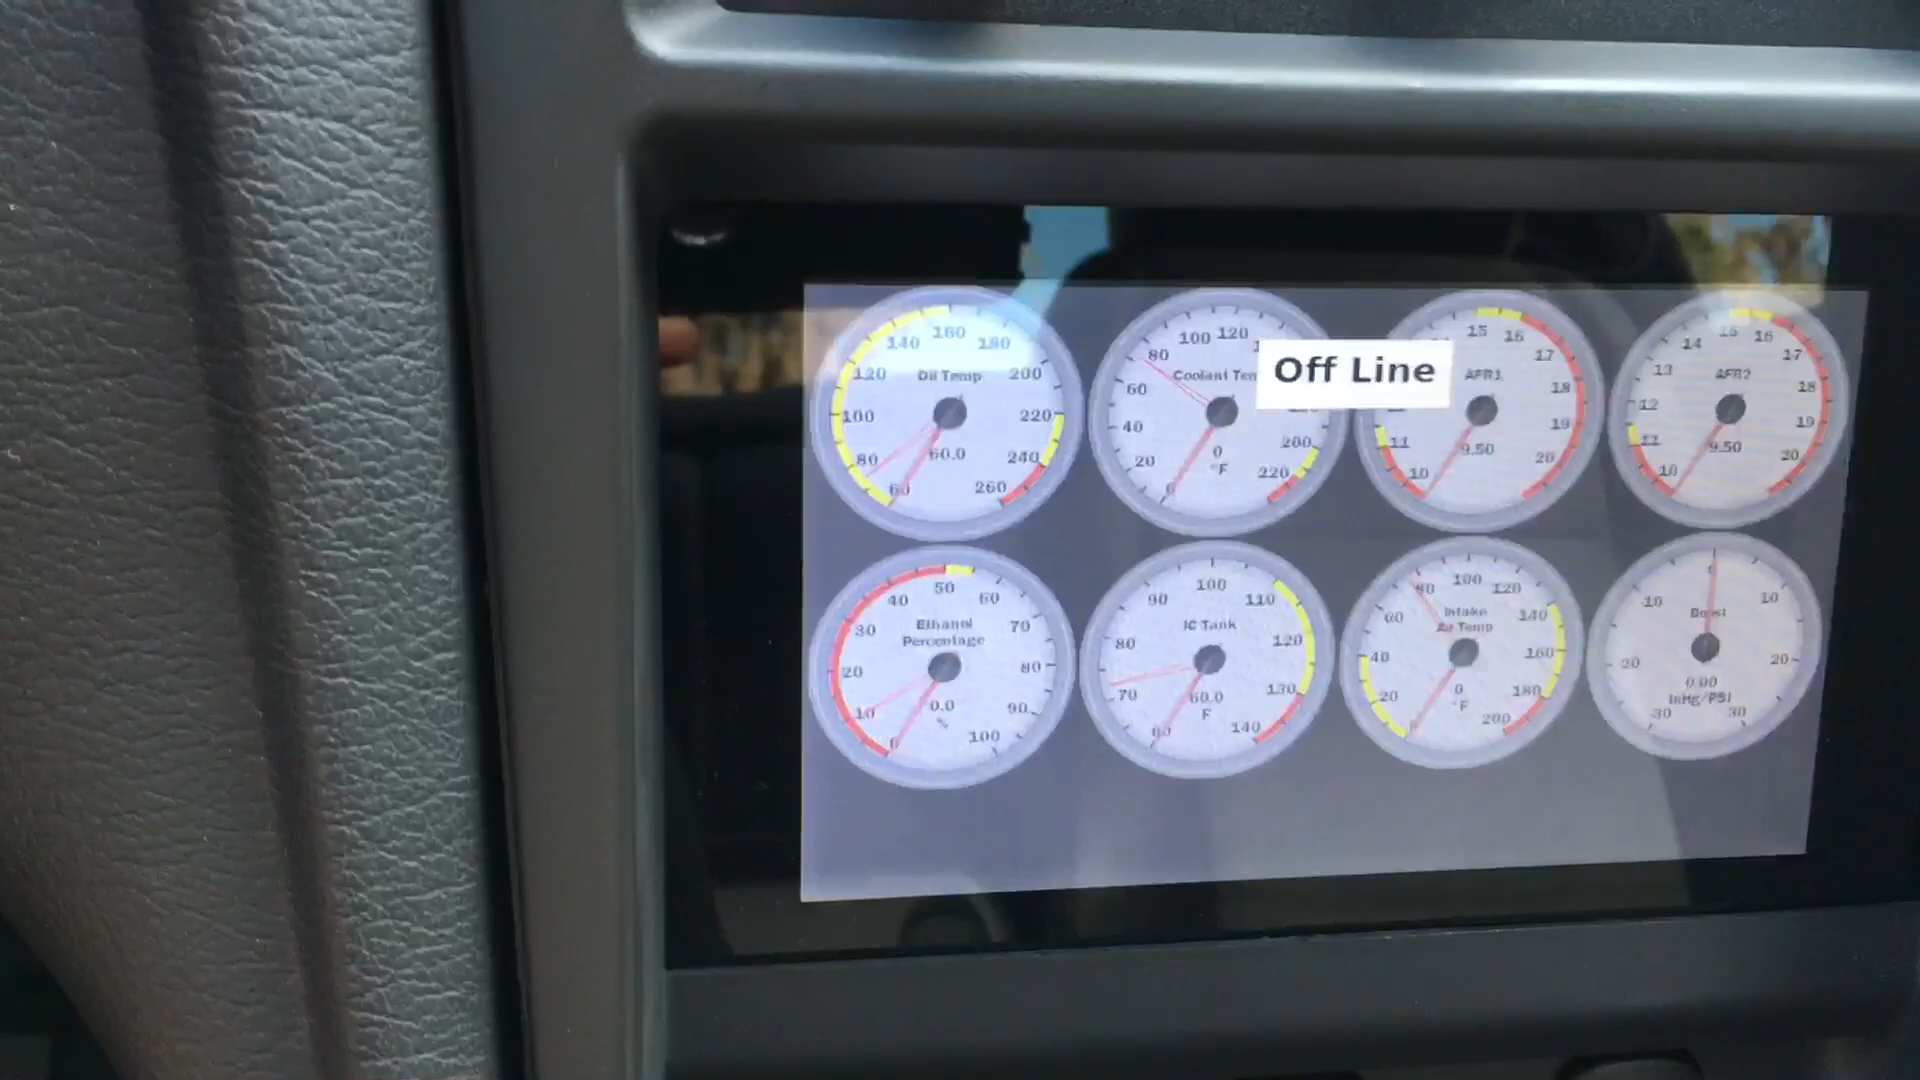 Off Line
Oil Temp
60 80 100 120 140 160 180 200 220 240 260
60.0
Coolant Tem
0 20 40 60 80 100 120 200 220
0
°F
AFR1
10 11 15 16 17 18 19 20
9.50
AFR2
10 11 12 13 14 15 16 17 18 19 20
9.50
Ethanol
Percentage
0 10 20 30 40 50 60 70 80 90 100
0.0
%
IC Tank
60 70 80 90 100 110 120 130 140
60.0
F
Intake
Air Temp
0 20 40 60 80 100 120 140 160 180 200
0
°F
Boost
-30 -20 -10 0 10 20 30
0.00
inHg/PSI